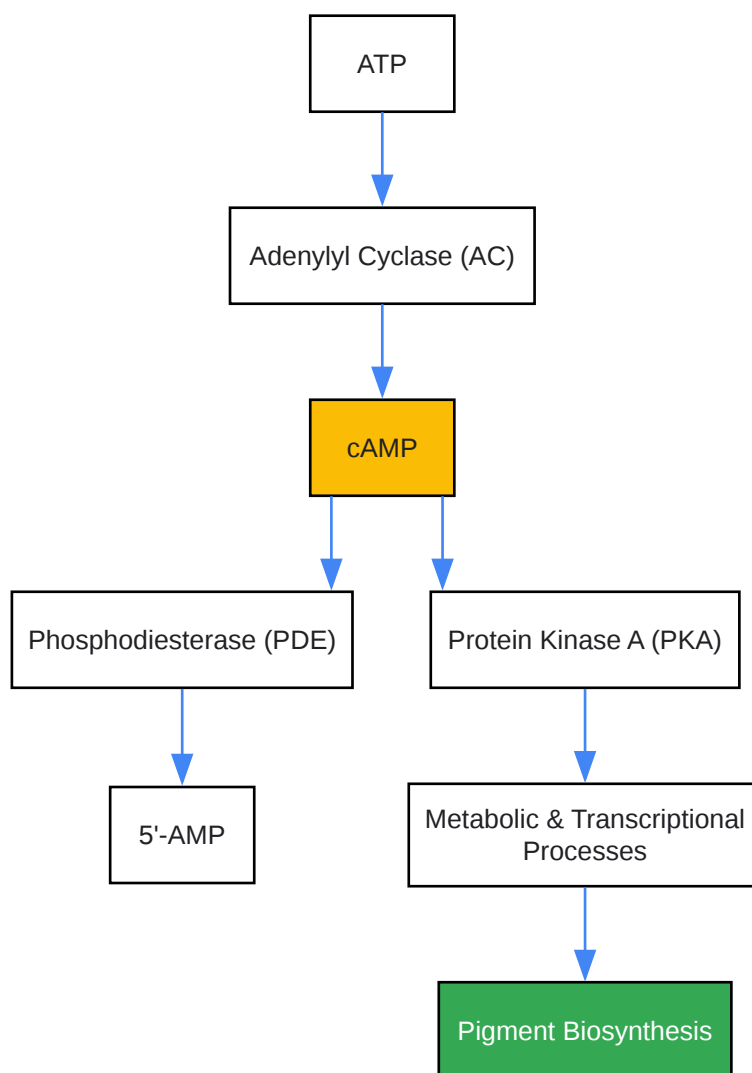 ATP
Adenylyl Cyclase (AC)
cAMP
Phosphodiesterase (PDE)
Protein Kinase A (PKA)
5'-AMP
Metabolic & Transcriptional
Processes
Pigment Biosynthesis